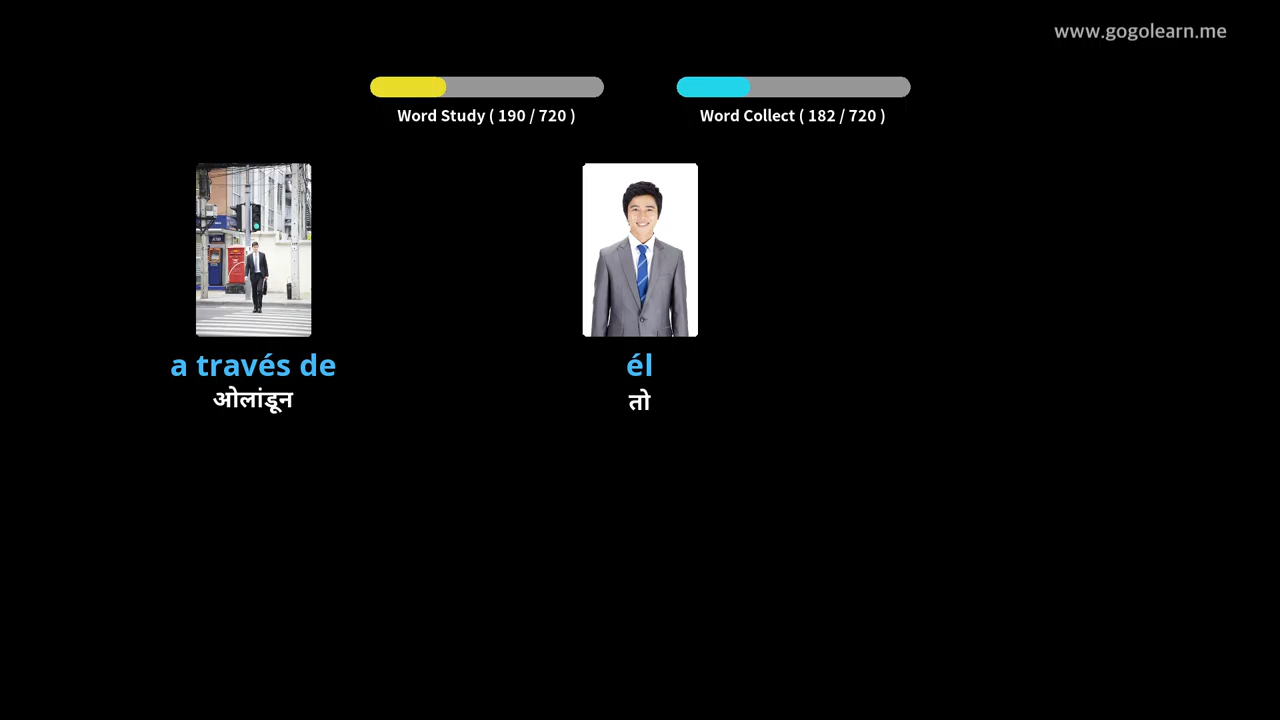 www.gogolearn.me
Word Study ( 190 / 720 )
Word Collect ( 182 / 720 )
a través de
ओलांडून
él
तो